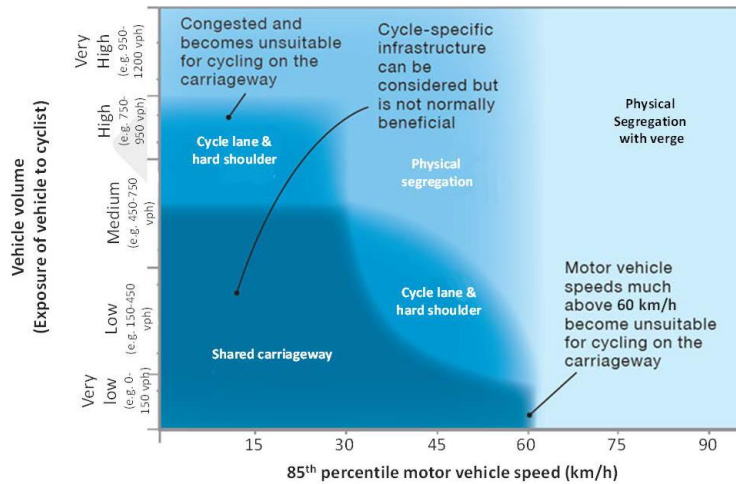 Vehicle volume
(Exposure of vehicle to cyclist)
Very
High
(e.g. 950-
1200 vph)
High
(e.g. 750-
950 vph)
Medium
(e.g. 450-750
vph)
Low
(e.g. 150-450
vph)
Very
low
(e.g. 0-
150 vph)
Congested and
becomes unsuitable
for cycling on the
carriageway
Cycle-specific
infrastructure
can be
considered but
is not normally
beneficial
Physical
Segregation
with verge
Cycle lane &
hard shoulder
Physical
segregation
Cycle lane &
hard shoulder
Motor vehicle
speeds much
above 60 km/h
become unsuitable
for cycling on the
carriageway
Shared carriageway
15
30
45
60
75
90
85th percentile motor vehicle speed (km/h)